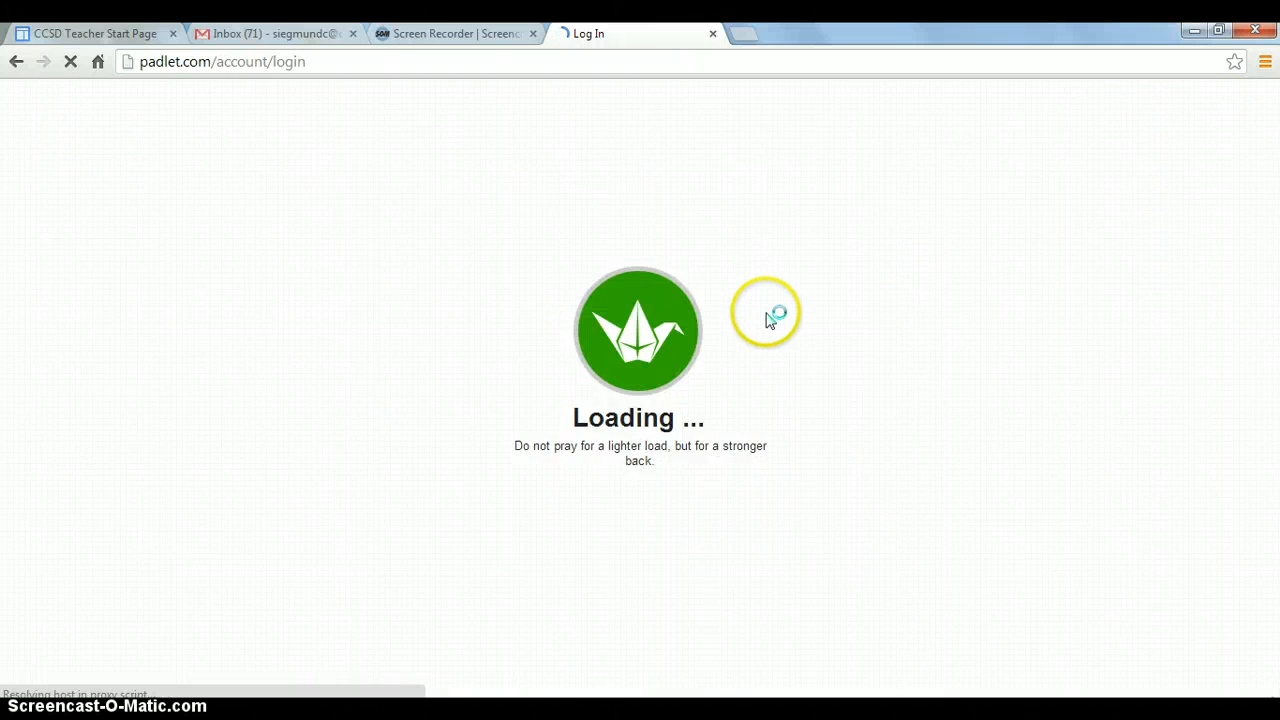 CCSD Teacher Start Page
Inbox (71) - siegmundc@
SOM Screen Recorder | Screenc
Log In
padlet.com/account/login
Loading ...
Do not pray for a lighter load, but for a stronger
back.
Resolving host in proxy script...
Screencast-O-Matic.com